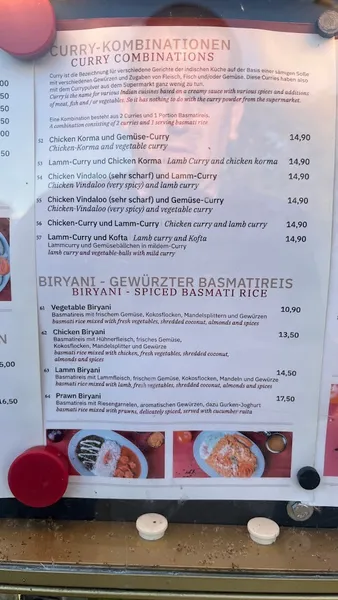 CURRY-KOMBINATIONEN
CURRY COMBINATIONS
Curry ist die Bezeichnung für verschiedene Gerichte der indischen Küche auf der Basis einer sämigen Soße
mit verschiedenen Gewürzen und Zugaben von Fleisch, Fisch und/oder Gemüse. Diese Curries haben also
mit dem Currypulver aus dem Supermarkt ganz wenig zu tun.
Curry is the name for various Indian cuisines based on a creamy sauce with various spices and additions
of meat, fish and / or vegetables. So it has nothing to do with the curry powder from the supermarket.
Eine Kombination besteht aus 2 Curries und 1 Portion Basmatireis.
A combination consisting of 2 curries and 1 serving basmati rice
52 Chicken Korma und Gemüse-Curry 14,90
Chicken-Korma and vegetable curry
53 Lamm-Curry und Chicken Korma | Lamb Curry and chicken korma 14,90
54 Chicken Vindaloo (sehr scharf) und Lamm-Curry 14,90
Chicken Vindaloo (very spicy) and lamb curry
55 Chicken Vindaloo (sehr scharf) und Gemüse-Curry 14,90
Chicken-Vindaloo (very spicy) and vegetable curry
56 Chicken-Curry und Lamm-Curry | Chicken curry and lamb curry 14,90
57 Lamm-Curry und Kofta | Lamb curry and Kofta 14,90
Lammcurry und Gemüsebällchen in mildem-Curry
lamb curry and vegetable-balls with mild curry
BIRYANI - GEWÜRZTER BASMATIREIS
BIRYANI - SPICED BASMATI RICE
61 Vegetable Biryani 10,90
Basmatireis mit frischem Gemüse, Kokosflocken, Mandelsplittern und Gewürzen
basmati rice mixed with fresh vegetables, shredded coconut, almonds and spices
62 Chicken Biryani 13,50
Basmatireis mit Hühnerfleisch, frisches Gemüse,
Kokosflocken, Mandelsplitter und Gewürze
basmati rice mixed with chicken, fresh vegetables, shredded coconut,
almonds and spices
63 Lamm Biryani 14,50
Basmatireis mit Lammfleisch, frischem Gemüse, Kokosflocken, Mandeln und Gewürze
basmati rice mixed with lamb, fresh vegetables, shredded coconut, almonds and spices
64 Prawn Biryani 17,50
Basmatireis mit Riesengarnelen, aromatischen Gewürzen, dazu Gurken-Joghurt
basmati rice mixed with prawns, delicately spiced, served with cucumber raita
5,00
16,50